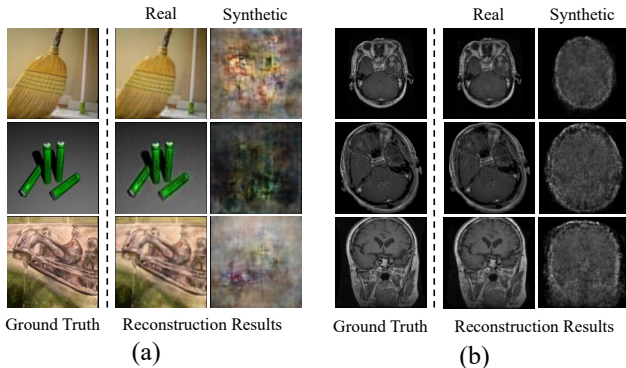 Real Synthetic
Real Synthetic
Ground Truth Reconstruction Results
Ground Truth Reconstruction Results
(a)
(b)